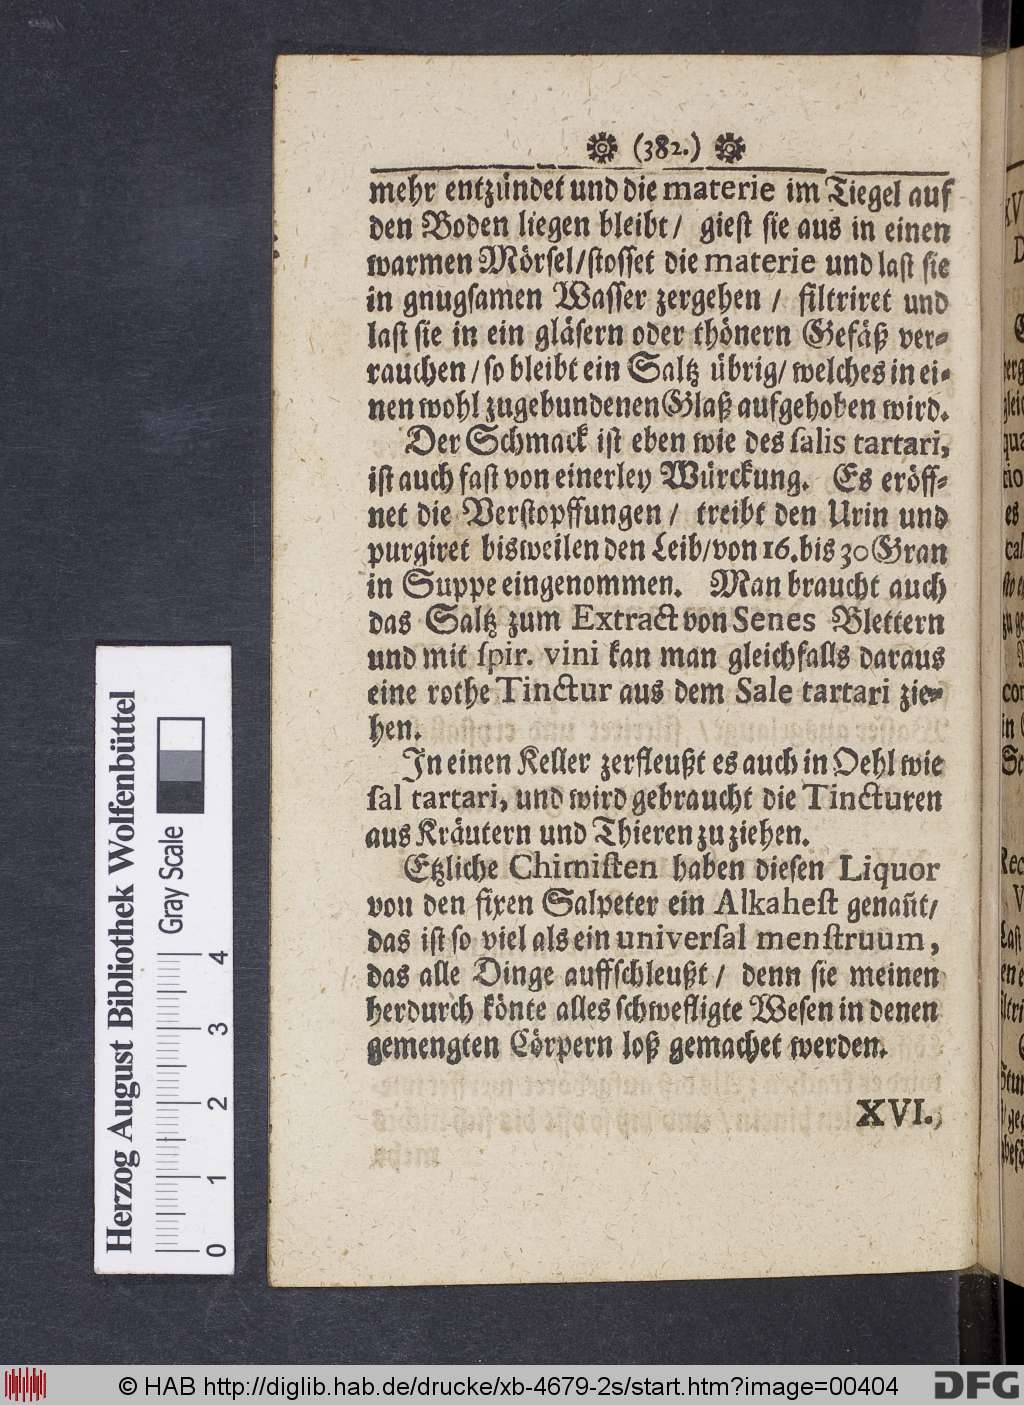 (382.)
mehr entzündet und die materie im Tiegel auf
den Boden liegen bleibt / giest sie aus in einen
warmen Mörsel / stosset die materie und last sie
in gnugsamen Wasser zergehen / filtriret und
last sie in ein gläsern oder thönern Gefäß ver-
rauchen / so bleibt ein Saltz übrig / welches in ei-
nen wohl zugebundenen Glaß aufgehoben wird.
Der Schmack ist eben wie des salis tartari,
ist auch fast von einerley Würckung. Es eröff-
net die Verstopffungen / treibt den Urin und
purgiret bisweilen den Leib / von 16. bis 30 Gran
in Suppe eingenommen. Man braucht auch
das Saltz zum Extract von Senes Blettern
und mit spir. vini kan man gleichfalls daraus
eine rothe Tinctur aus dem Sale tartari zie-
hen.
In einen Keller zerfleußt es auch in Oehl wie
sal tartari, und wird gebraucht die Tincturen
aus Kräutern und Thieren zu ziehen.
Etzliche Chimisten haben diesen Liquor
von den fixen Salpeter ein Alkahest genañt /
das ist so viel als ein universal menstruum,
das alle Dinge auffschleußt / denn sie meinen
herdurch könte alles schwefligte Wesen in denen
gemengten Cörpern loß gemachet werden.
XVI.
Herzog August Bibliothek Wolfenbüttel
Gray Scale
0 1 2 3 4
© HAB http://diglib.hab.de/drucke/xb-4679-2s/start.htm?image=00404
DFG